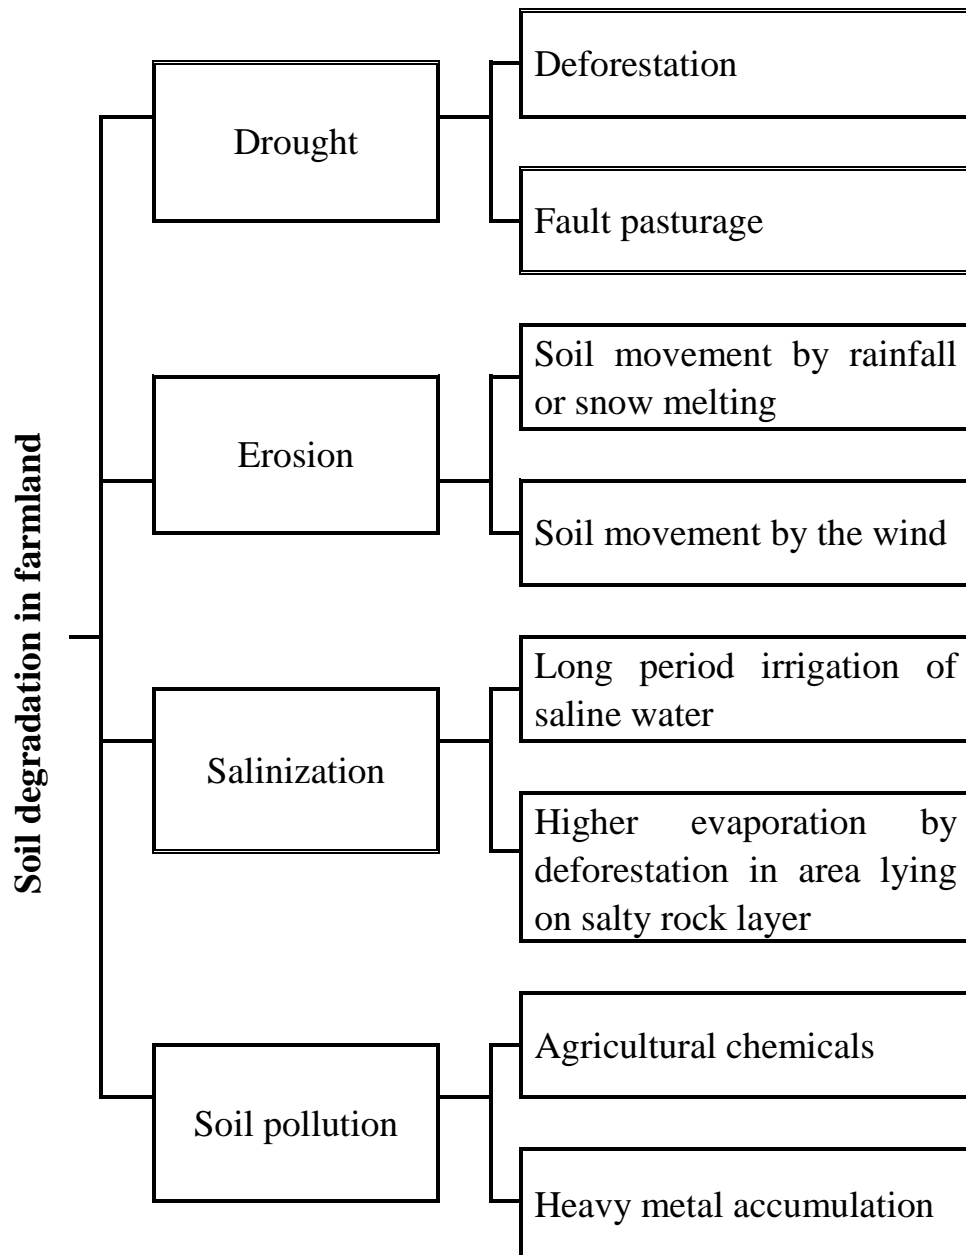 Soil degradation in farmland
Drought
Deforestation
Fault pasturage
Erosion
Soil movement by rainfall
or snow melting
Soil movement by the wind
Salinization
Long period irrigation of
saline water
Higher evaporation by
deforestation in area lying
on salty rock layer
Soil pollution
Agricultural chemicals
Heavy metal accumulation